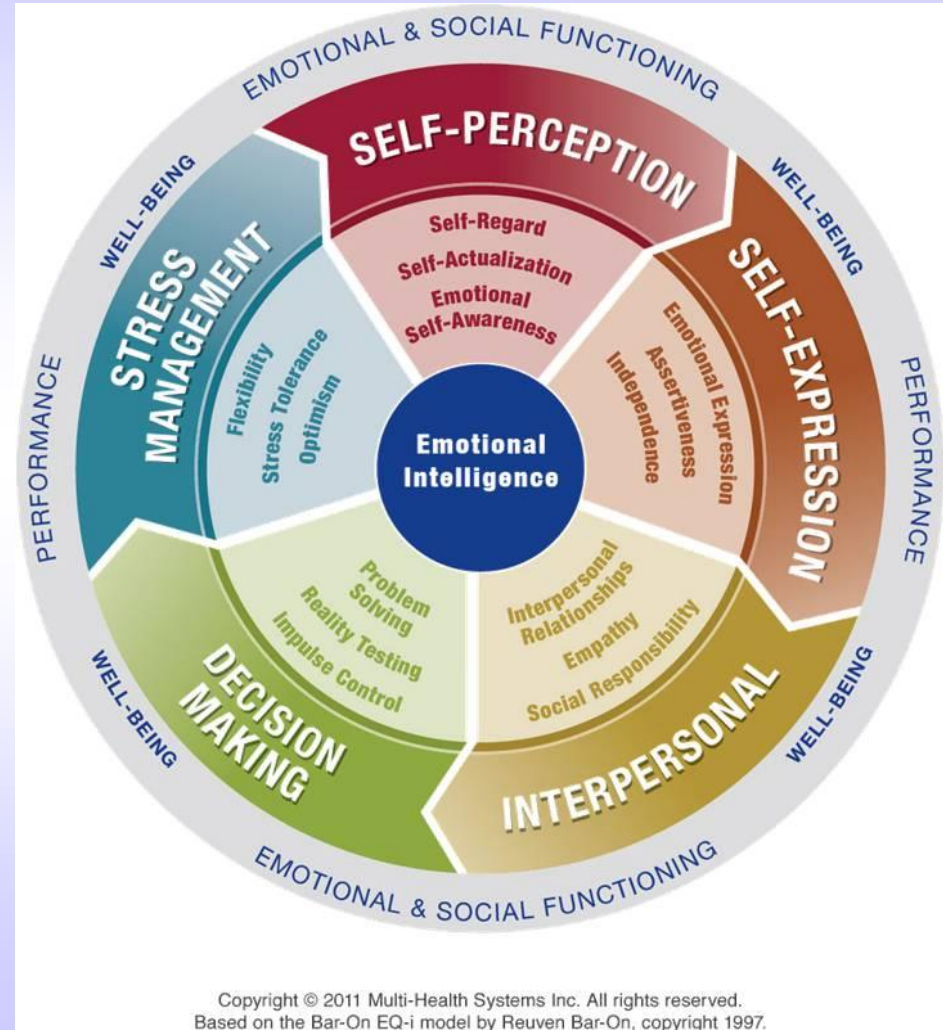 EMOTIONAL & SOCIAL FUNCTIONING
WELL-BEING
WELL-BEING
SELF-PERCEPTION
Self-Regard
Self-Actualization
Emotional
Self-Awareness
SELF-EXPRESSION
Emotional Expression
Assertiveness
Independence
PERFORMANCE
INTERPERSONAL
Interpersonal
Relationships
Empathy
Social Responsibility
WELL-BEING
DECISION
MAKING
Problem
Solving
Reality Testing
Impulse Control
WELL-BEING
STRESS
MANAGEMENT
Flexibility
Stress Tolerance
Optimism
PERFORMANCE
Emotional
Intelligence
EMOTIONAL & SOCIAL FUNCTIONING
Copyright © 2011 Multi-Health Systems Inc. All rights reserved.
Based on the Bar-On EQ-i model by Reuven Bar-On, copyright 1997.